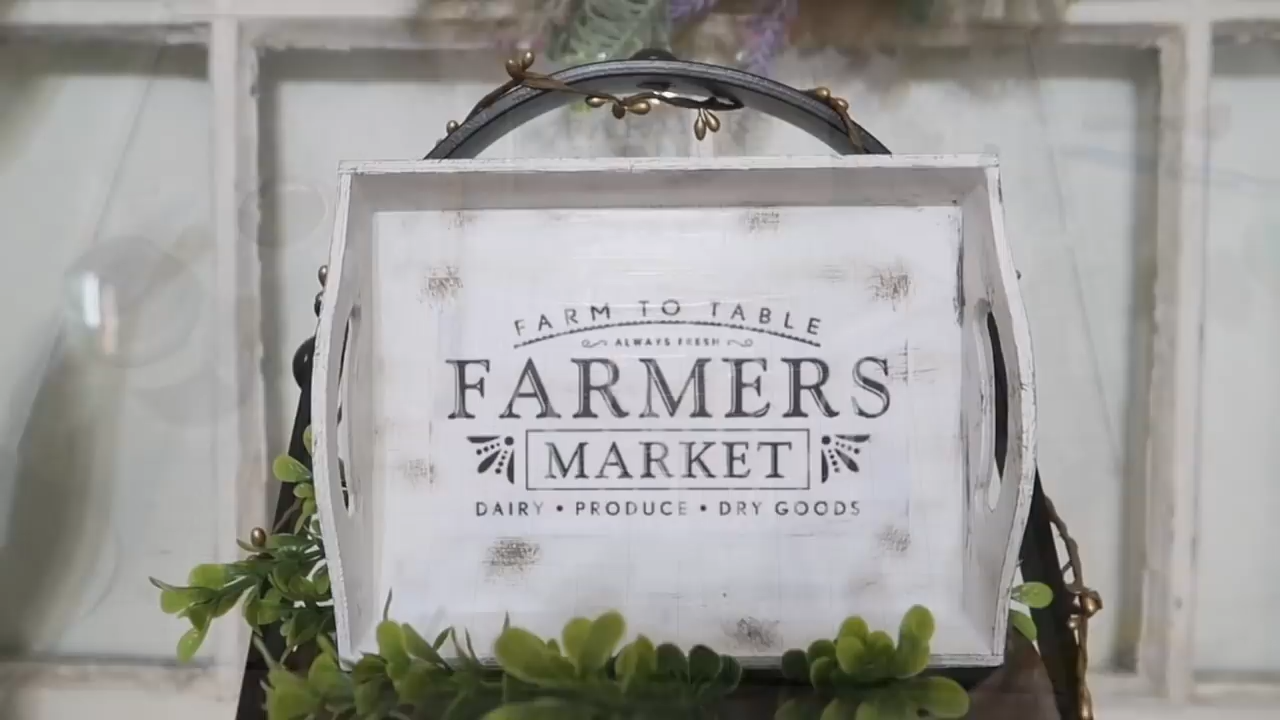 FARM TO TABLE
ALWAYS FRESH
FARMERS
MARKET
DAIRY • PRODUCE • DRY GOODS